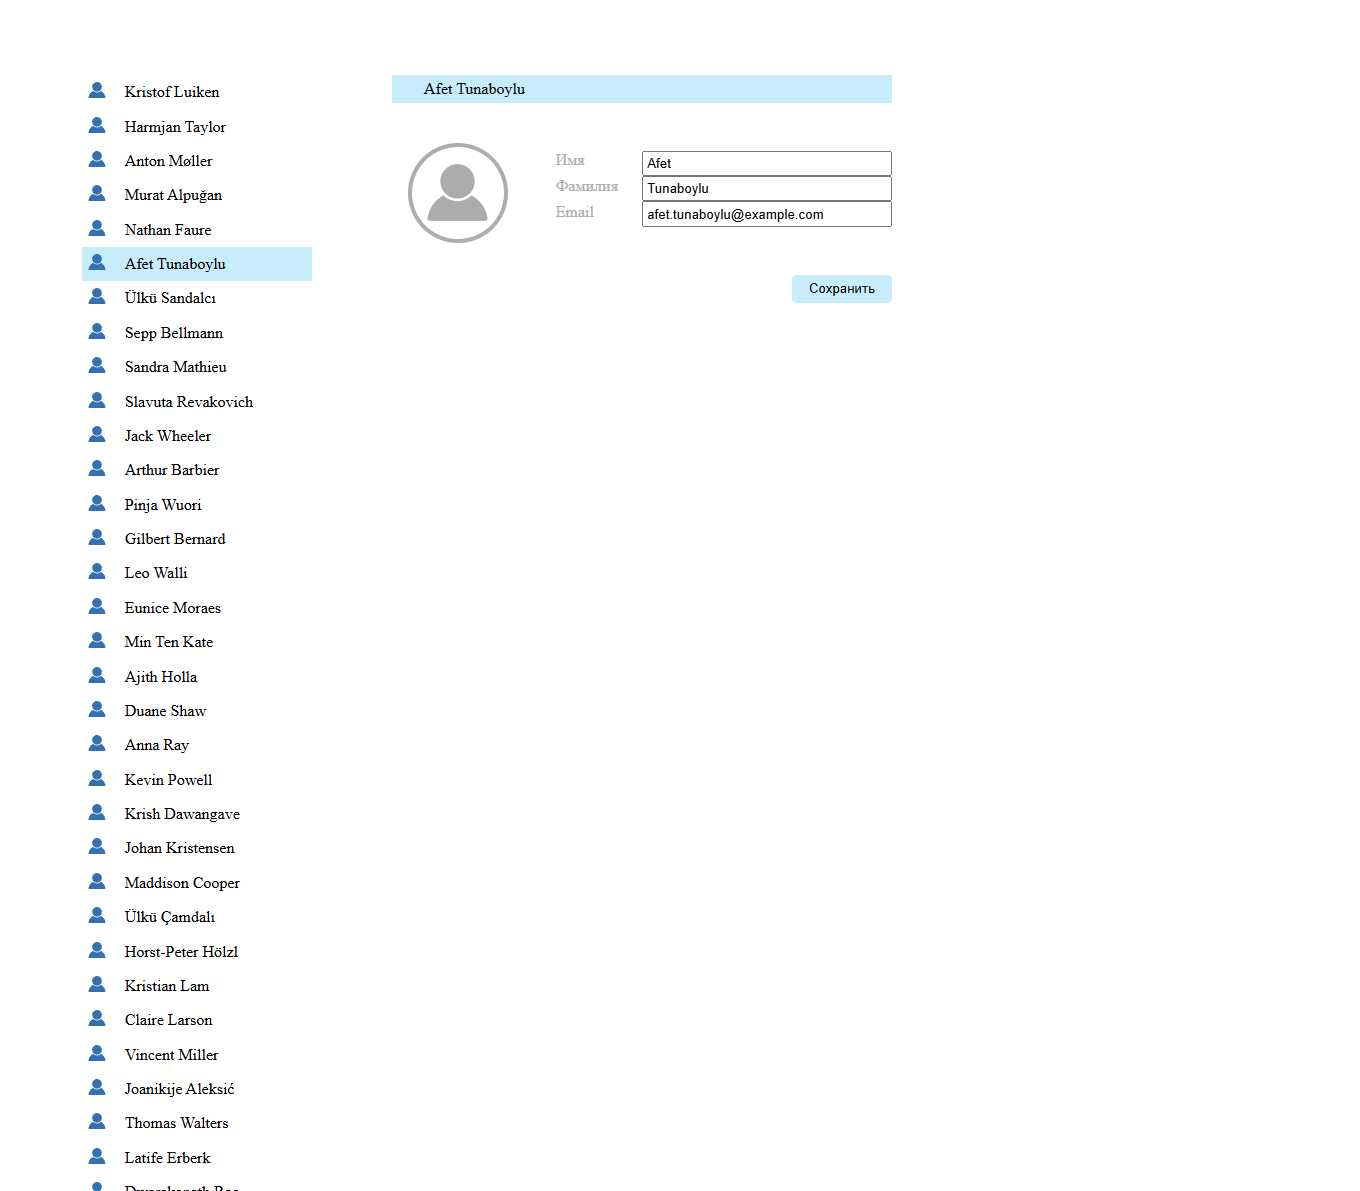 Kristof Luiken
Harmjan Taylor
Anton Møller
Murat Alpuğan
Nathan Faure
Afet Tunaboylu
Ülkü Sandalcı
Sepp Bellmann
Sandra Mathieu
Slavuta Revakovich
Jack Wheeler
Arthur Barbier
Pinja Wuori
Gilbert Bernard
Leo Walli
Eunice Moraes
Min Ten Kate
Ajith Holla
Duane Shaw
Anna Ray
Kevin Powell
Krish Dawangave
Johan Kristensen
Maddison Cooper
Ülkü Çamdalı
Horst-Peter Hölzl
Kristian Lam
Claire Larson
Vincent Miller
Joanikije Aleksić
Thomas Walters
Latife Erberk
Afet Tunaboylu
Имя Afet
Фамилия Tunaboylu
Email afet.tunaboylu@example.com
Сохранить